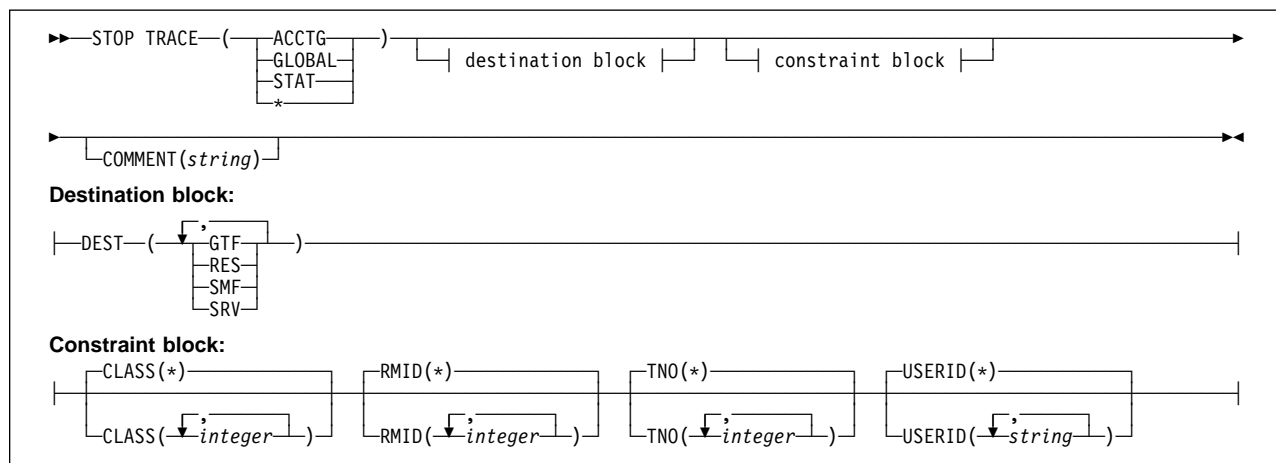 STOP TRACE ( ACCTG )
GLOBAL
STAT
*
destination block
constraint block
COMMENT(string)
Destination block:
,
DEST ( GTF )
RES
SMF
SRV
Constraint block:
CLASS(*) RMID(*) TNO(*) USERID(*)
, , , ,
CLASS( integer ) RMID( integer ) TNO( integer ) USERID( string )